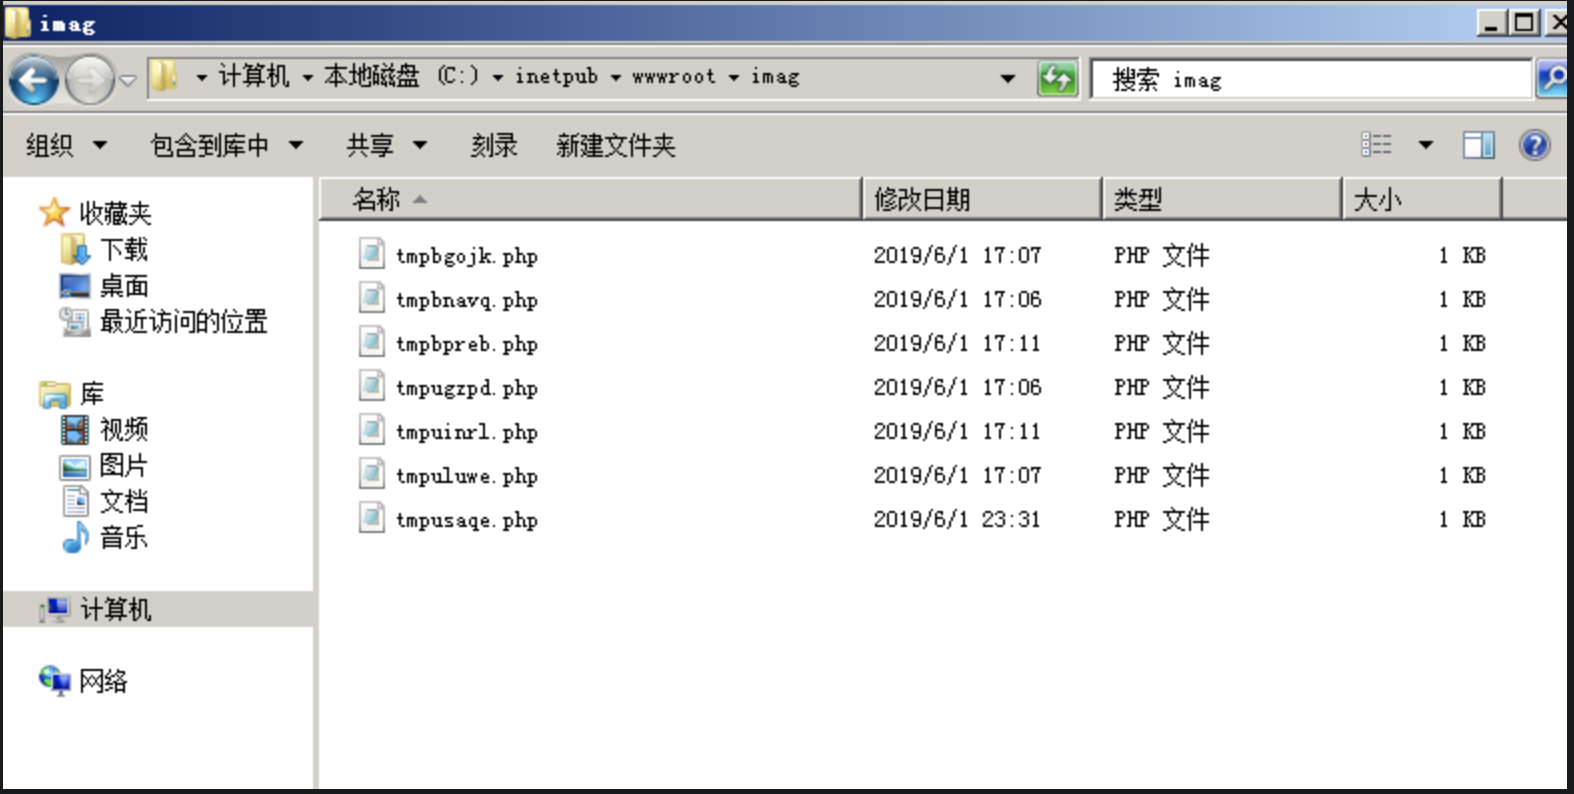 imag
计算机 本地磁盘 (C:) inetpub wwwroot imag
搜索 imag
组织 包含到库中 共享 刻录 新建文件夹
收藏夹
下载
桌面
最近访问的位置
库
视频
图片
文档
音乐
计算机
网络
名称 修改日期 类型 大小
tmpbgojk.php 2019/6/1 17:07 PHP 文件 1 KB
tmpbnavq.php 2019/6/1 17:06 PHP 文件 1 KB
tmpbpreb.php 2019/6/1 17:11 PHP 文件 1 KB
tmpugzpd.php 2019/6/1 17:06 PHP 文件 1 KB
tmpuinrl.php 2019/6/1 17:11 PHP 文件 1 KB
tmpuluwe.php 2019/6/1 17:07 PHP 文件 1 KB
tmpusaqe.php 2019/6/1 23:31 PHP 文件 1 KB